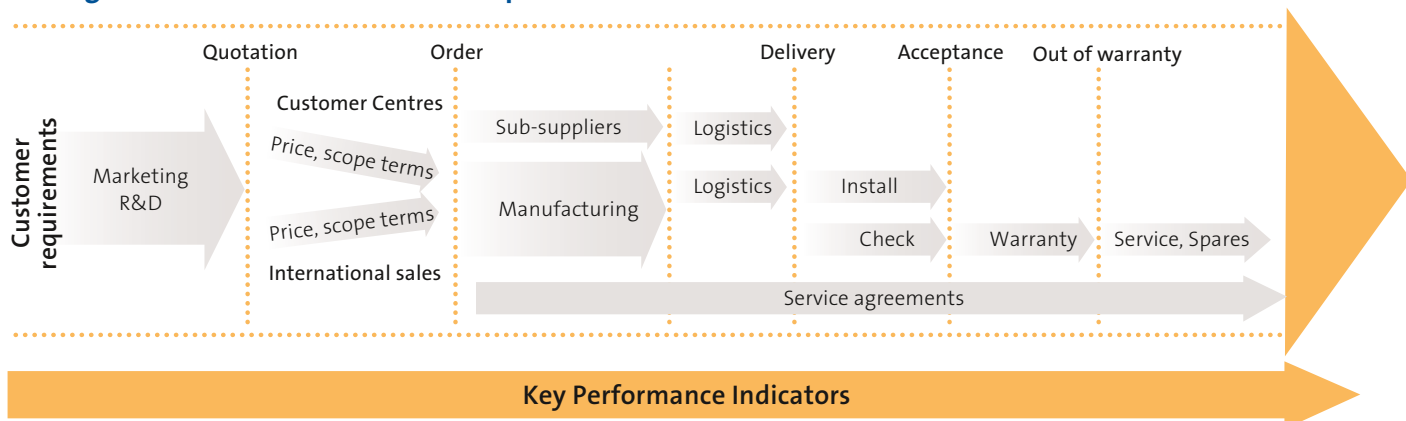 Quotation
Order
Delivery
Acceptance
Out of warranty
Customer
requirements
Marketing
R&D
Customer Centres
Price, scope terms
Price, scope terms
International sales
Sub-suppliers
Manufacturing
Logistics
Logistics
Install
Check
Warranty
Service, Spares
Service agreements
Key Performance Indicators